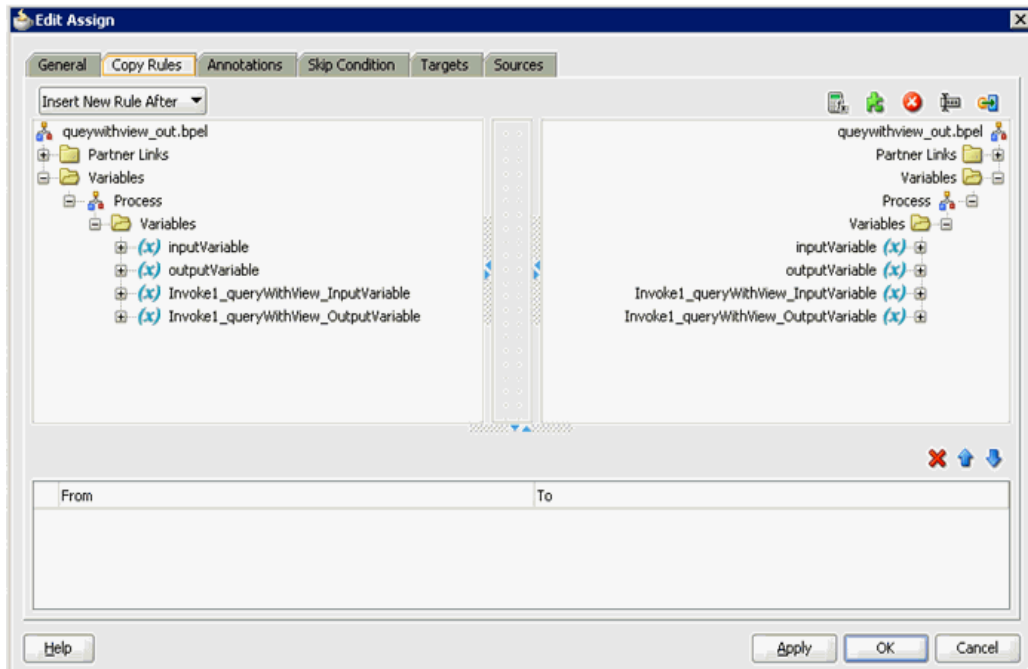 Edit Assign
General Copy Rules Annotations Skip Condition Targets Sources
Insert New Rule After
queywithview_out.bpel
Partner Links
Variables
Process
Variables
inputVariable
outputVariable
Invoke1_queryWithView_InputVariable
Invoke1_queryWithView_OutputVariable
queywithview_out.bpel
Partner Links
Variables
Process
Variables
inputVariable
outputVariable
Invoke1_queryWithView_InputVariable
Invoke1_queryWithView_OutputVariable
From To
Help Apply OK Cancel